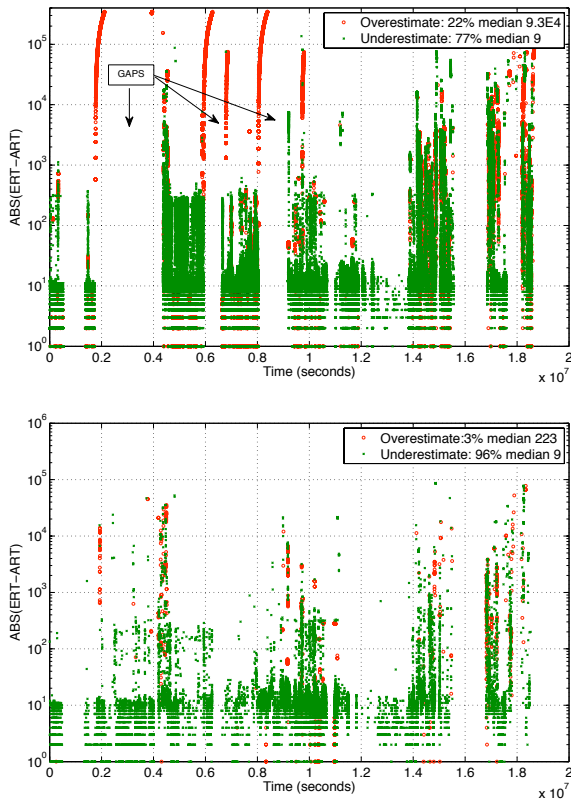 Overestimate: 22% median 9.3E4
Underestimate: 77% median 9
GAPS
ABS(ERT−ART)
10^5
10^4
10^3
10^2
10^1
10^0
0 0.2 0.4 0.6 0.8 1 1.2 1.4 1.6 1.8 2
Time (seconds)
x 10^7
Overestimate:3% median 223
Underestimate: 96% median 9
ABS(ERT−ART)
10^6
10^5
10^4
10^3
10^2
10^1
10^0
0 0.2 0.4 0.6 0.8 1 1.2 1.4 1.6 1.8 2
Time (seconds)
x 10^7